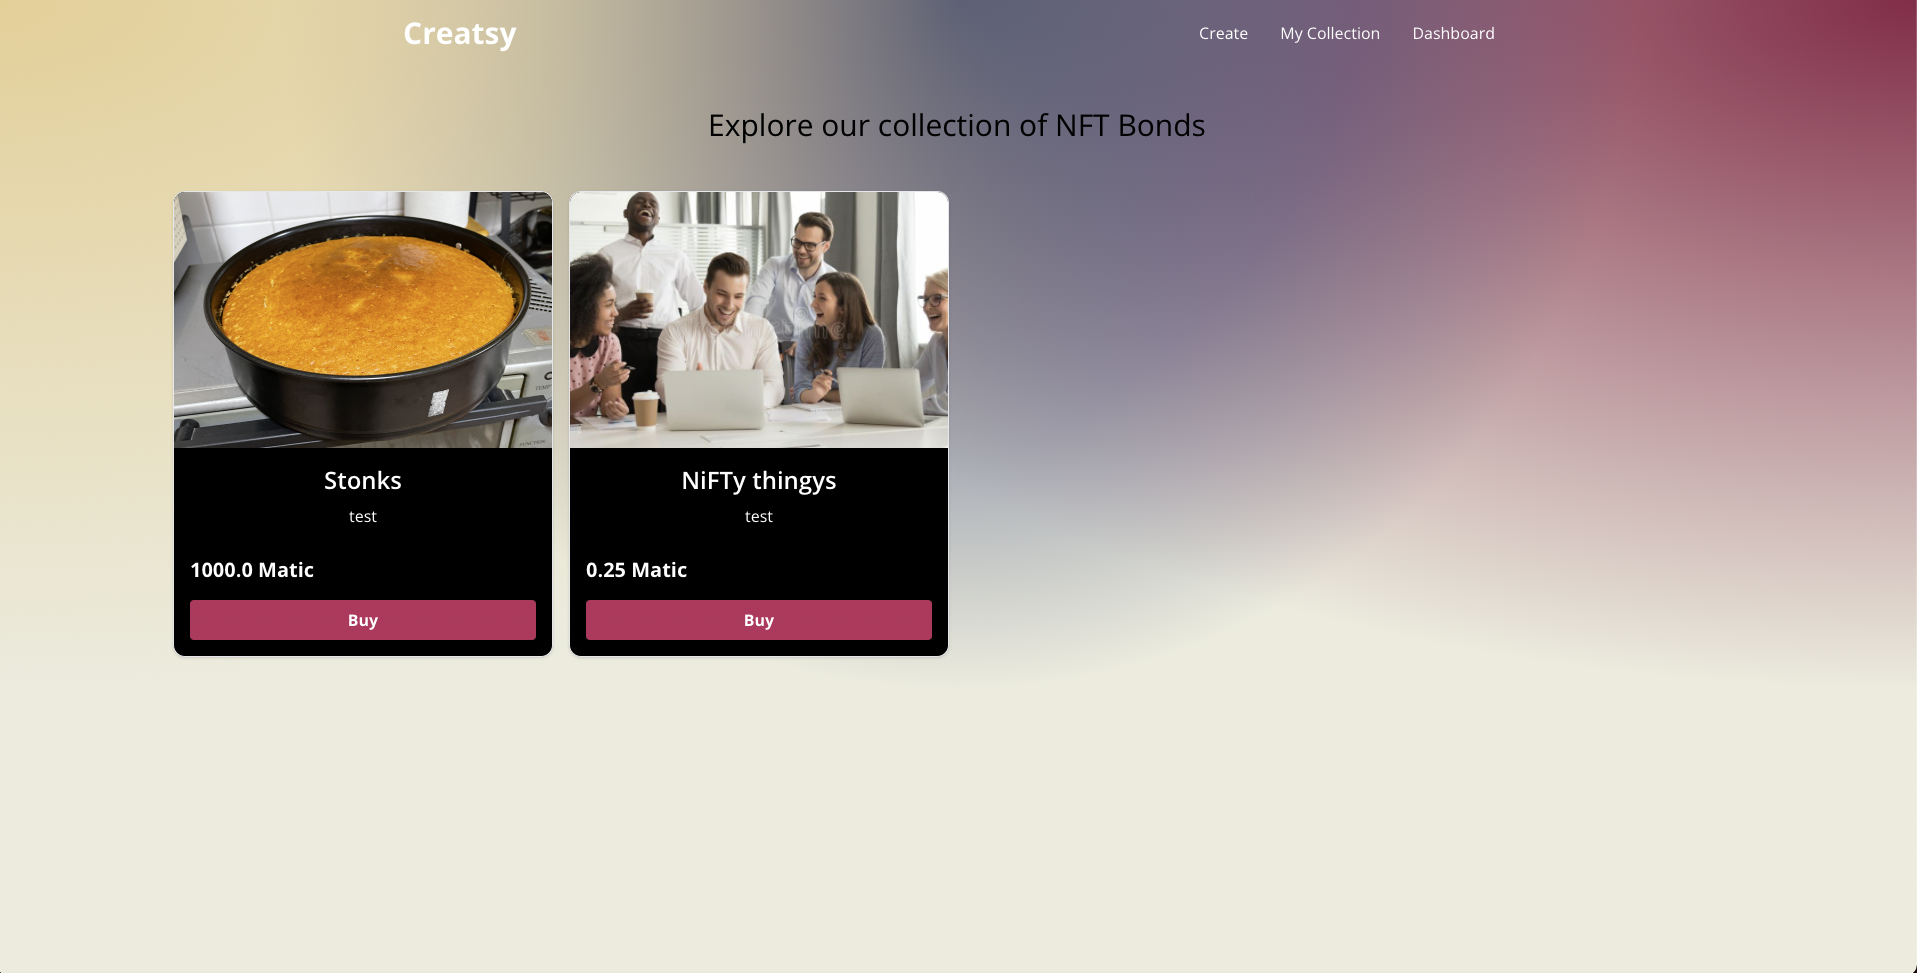 Creatsy
Create
My Collection
Dashboard
Explore our collection of NFT Bonds
Stonks
test
1000.0 Matic
Buy
NiFTy thingys
test
0.25 Matic
Buy